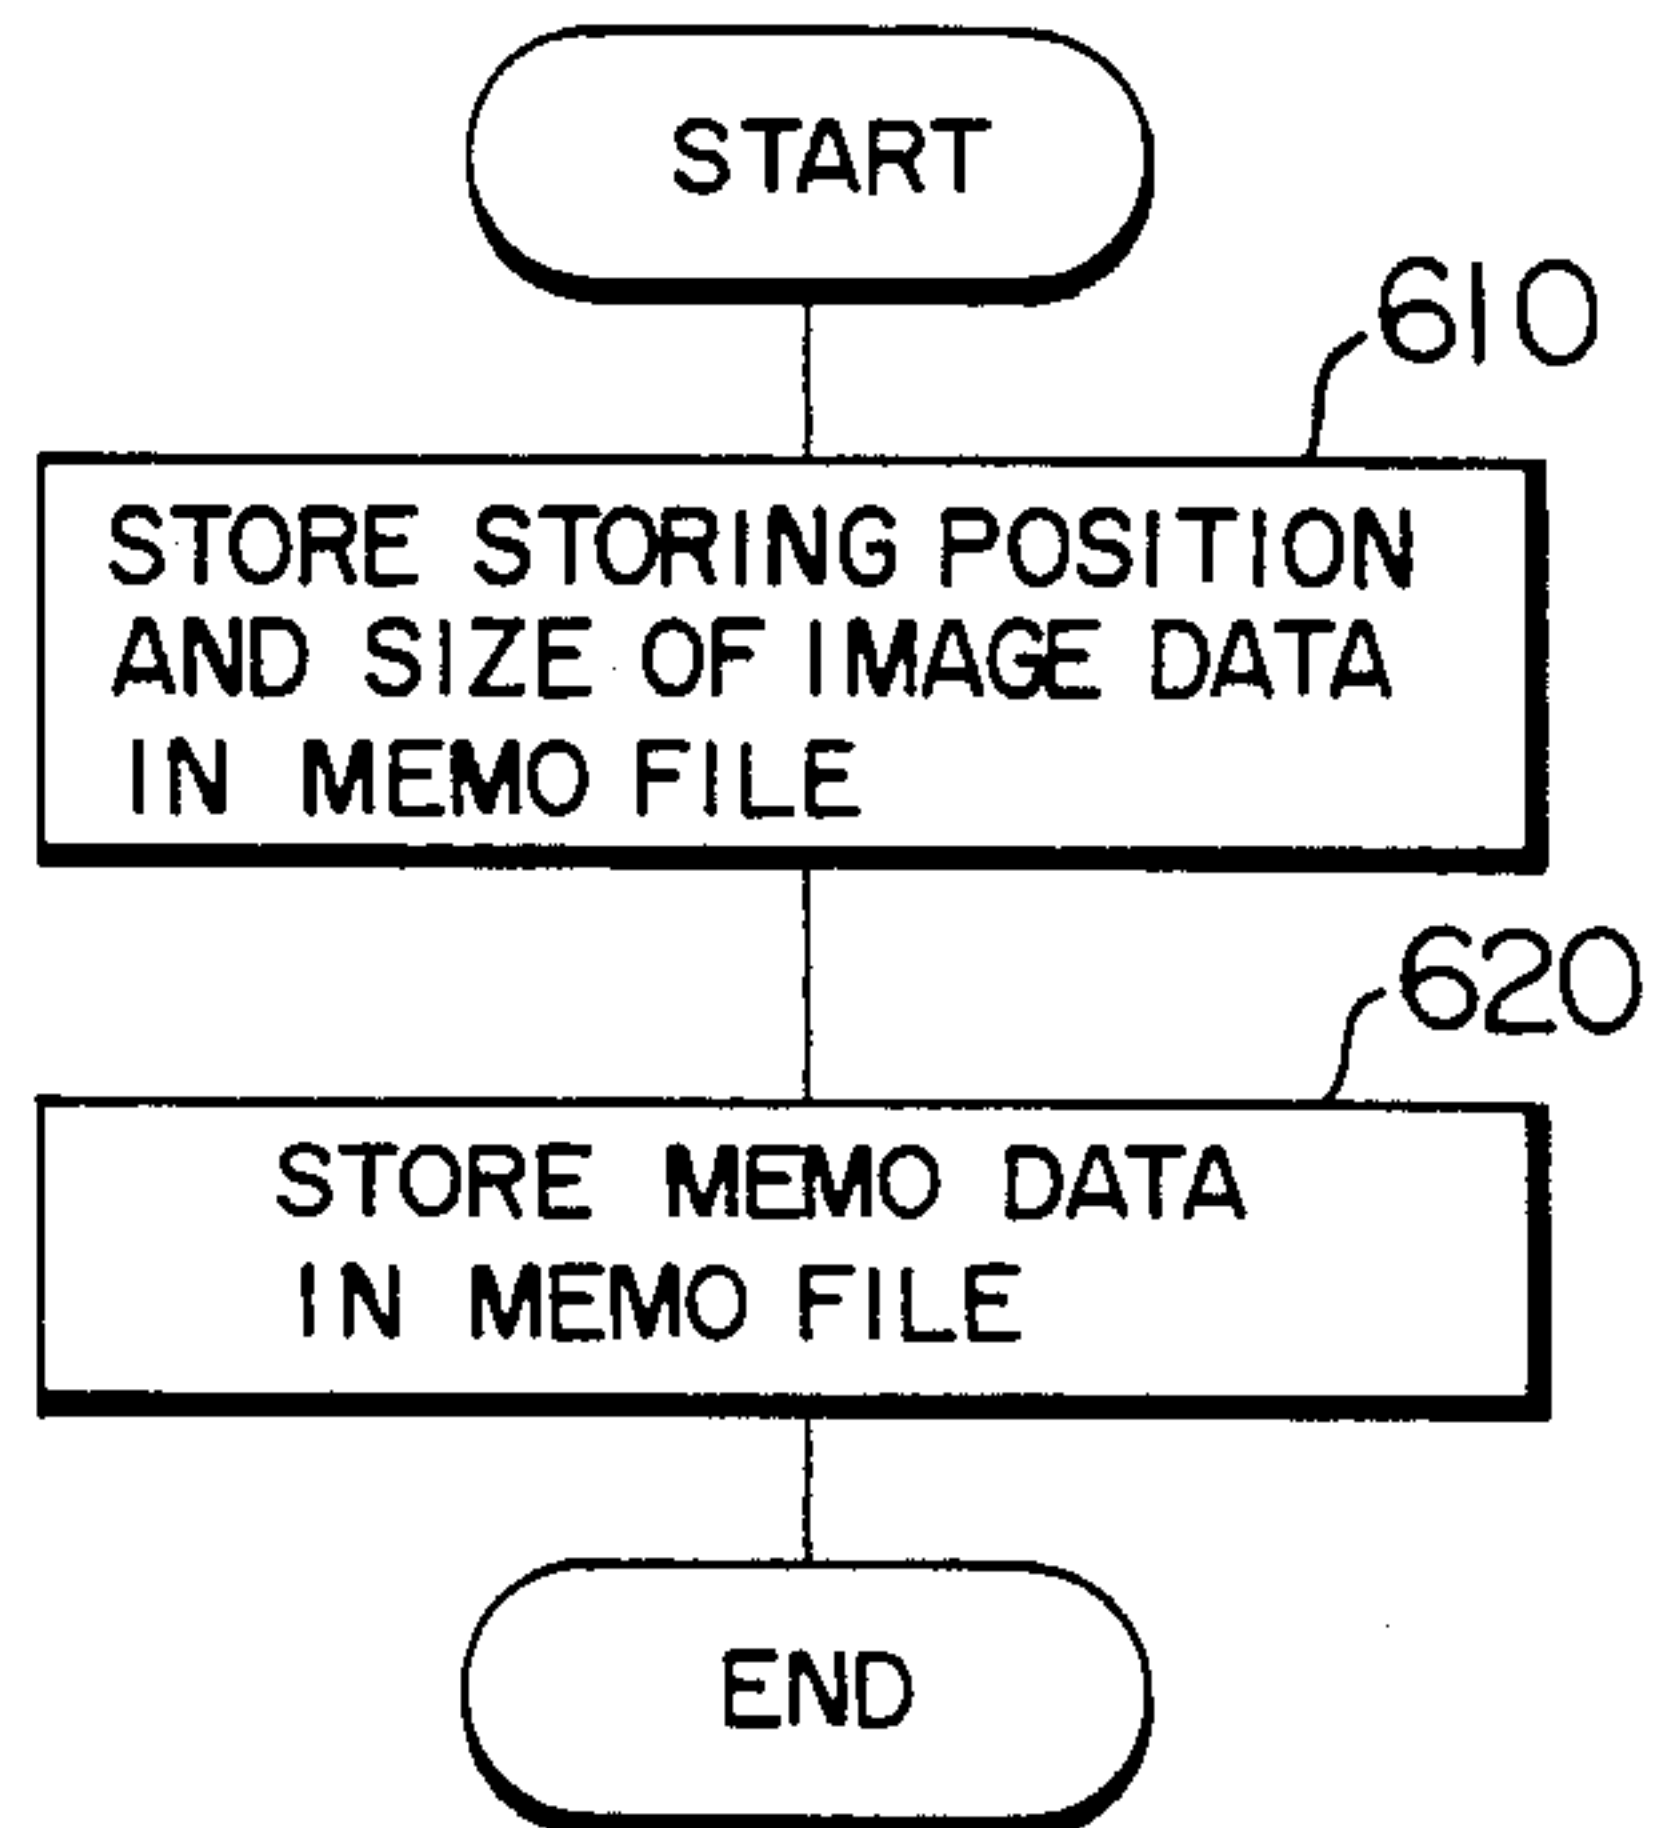 START
610
STORE STORING POSITION
AND SIZE OF IMAGE DATA
IN MEMO FILE
620
STORE MEMO DATA
IN MEMO FILE
END